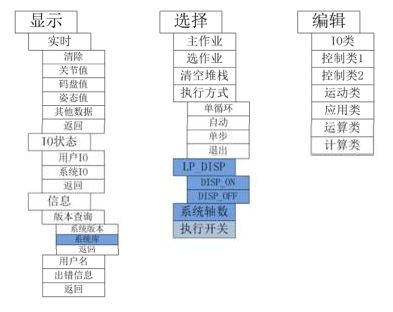 显示
实时
清除
关节值
码盘值
姿态值
其他数据
返回
IO状态
用户IO
系统IO
返回
信息
版本查询
系统版本
系统库
返回
用户名
出错信息
返回
选择
主作业
选作业
清空堆栈
执行方式
单循环
自动
单步
退出
LP_DISP
DISP_ON
DISP_OFF
系统轴数
执行开关
编辑
IO类
控制类1
控制类2
运动类
应用类
运算类
计算类